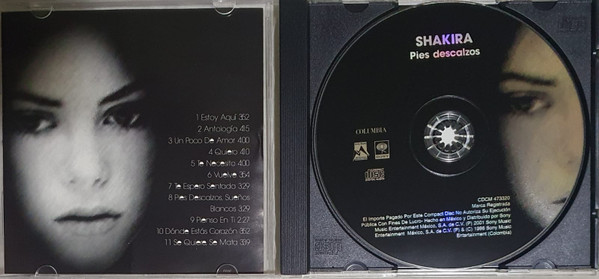 1 Estoy Aquí 3:52
2 Antología 4:15
3 Un Poco De Amor 4:00
4 Quiero 4:10
5 Te Necesito 4:00
6 Vuelve 3:54
7 Te Espero Sentada 3:29
8 Pies Descalzos, Sueños
Blancos 3:29
9 Pienso En Ti 2:27
10 Dónde Estás Corazón 3:52
11 Se Quiere Se Mata 3:39
SHAKIRA
Pies descalzos
COLUMBIA
CDCM 473320
Marca Registrada
El Importe Pagado Por Este Compact Disc No Autoriza Su Ejecución
Pública Con Fines De Lucro- Hecho en México y Distribuido por Sony
Music Entertainment México, S.A. de C.V. (P) 2001 Sony Music
Entertainment México, S.A. de C.V. (P) & (C) 1995 Sony Music
Entertainment (Colombia)